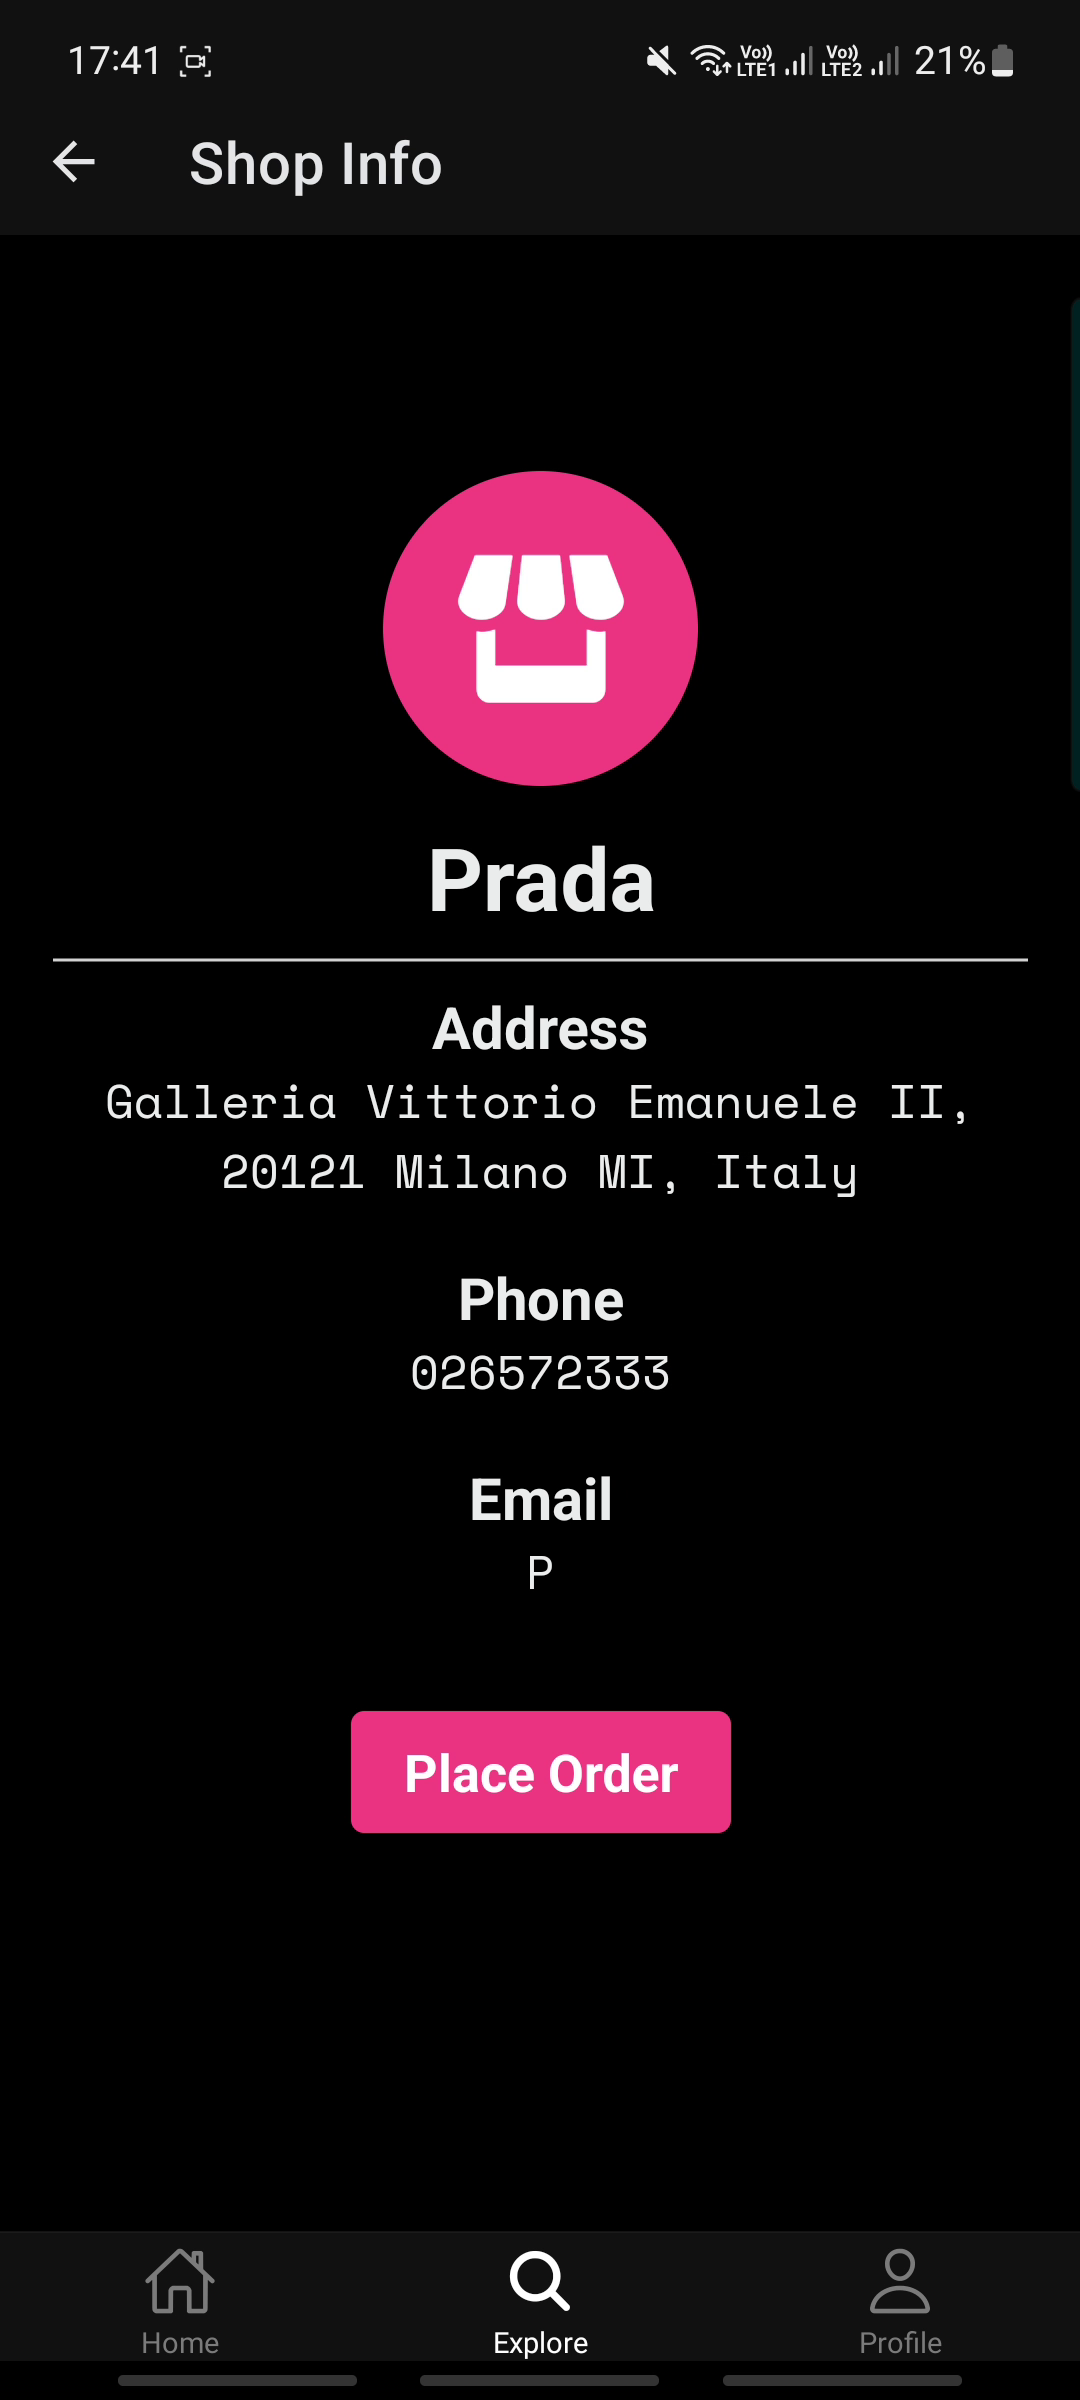 17:41
Vo)) LTE1 Vo)) LTE2 21%
Shop Info
Prada
Address
Galleria Vittorio Emanuele II,
20121 Milano MI, Italy
Phone
026572333
Email
P
Place Order
Home Explore Profile